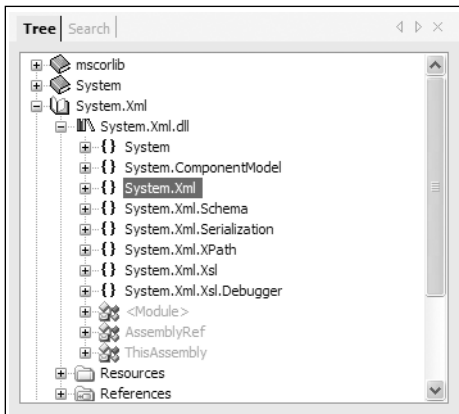 Tree Search
mscorlib
System
System.Xml
System.Xml.dll
{} System
{} System.ComponentModel
{} System.Xml
{} System.Xml.Schema
{} System.Xml.Serialization
{} System.Xml.XPath
{} System.Xml.Xsl
{} System.Xml.Xsl.Debugger
<Module>
AssemblyRef
ThisAssembly
Resources
References